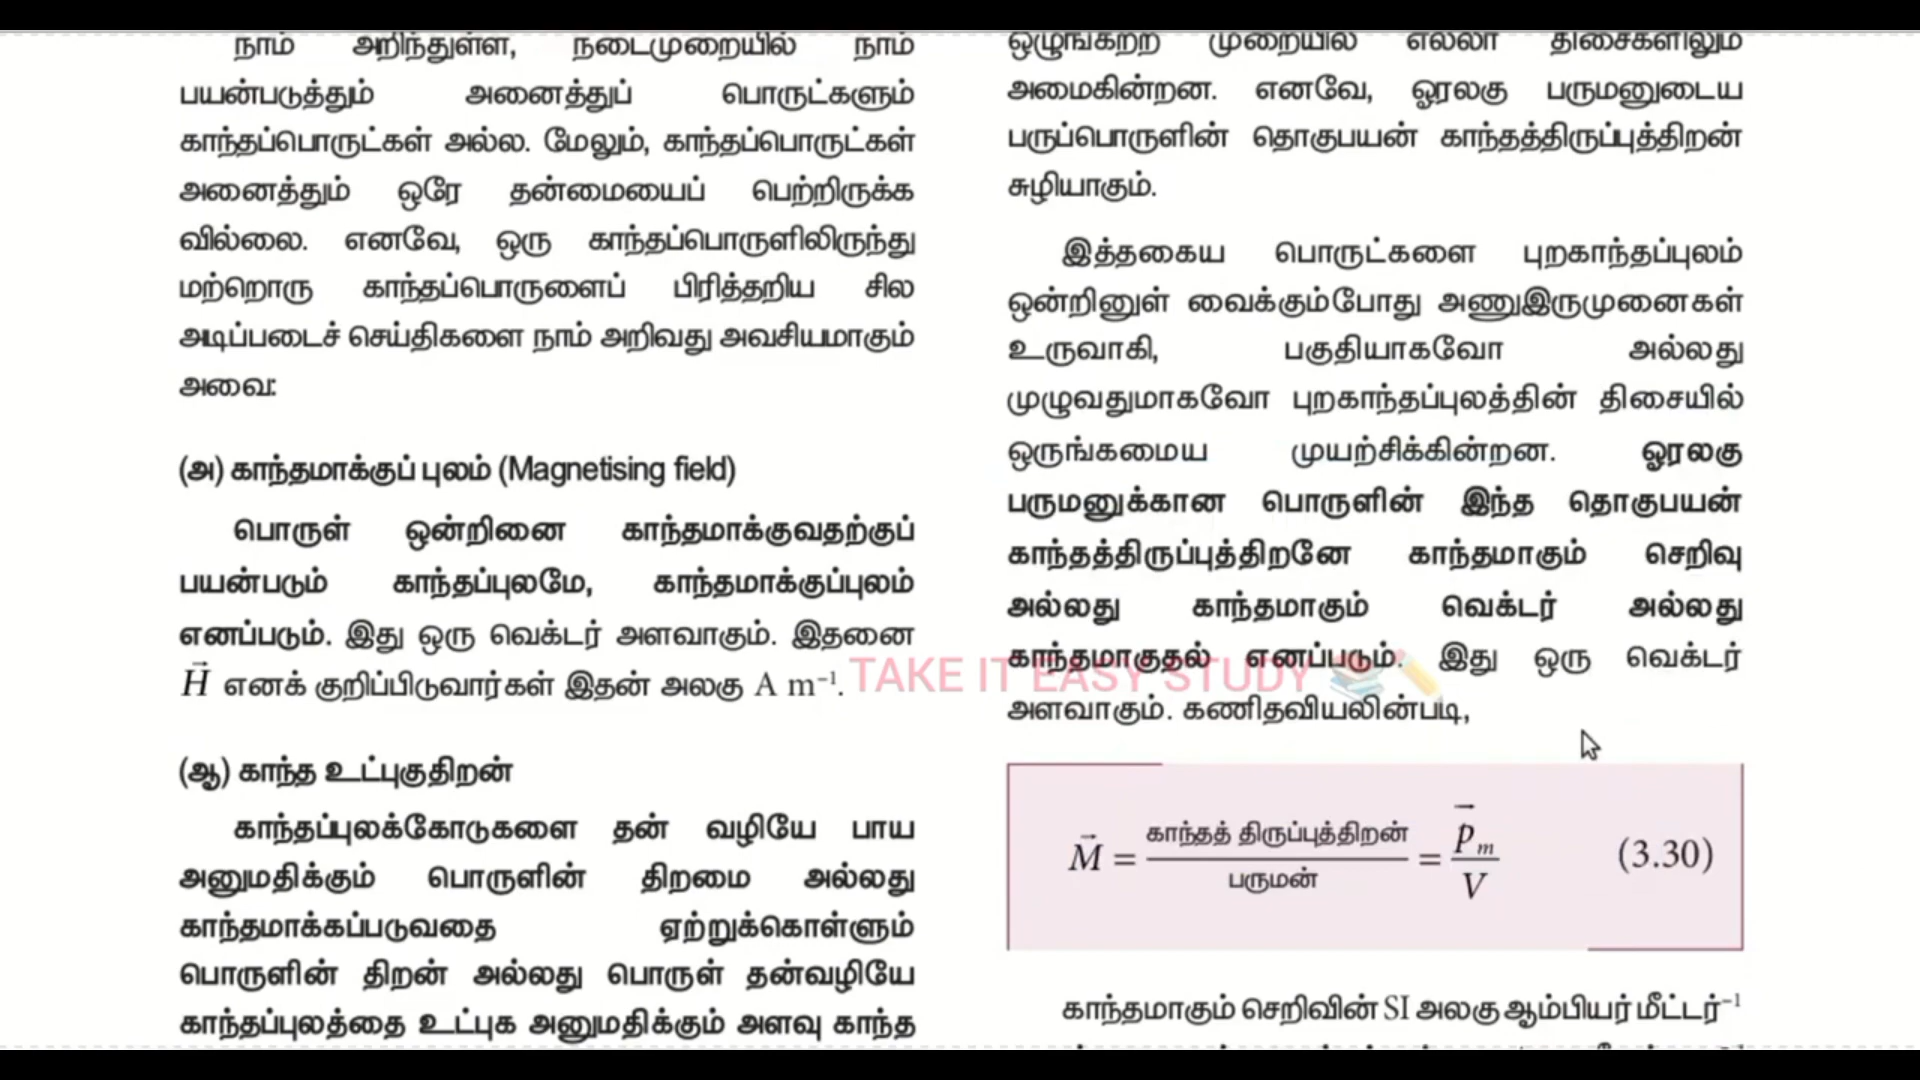 நாம் அறிந்துள்ள, நடைமுறையில் நாம்
பயன்படுத்தும் அனைத்துப் பொருட்களும்
காந்தப்பொருட்கள் அல்ல. மேலும், காந்தப்பொருட்கள்
அனைத்தும் ஒரே தன்மையைப் பெற்றிருக்க
வில்லை. எனவே, ஒரு காந்தப்பொருளிலிருந்து
மற்றொரு காந்தப்பொருளைப் பிரித்தறிய சில
அடிப்படைச் செய்திகளை நாம் அறிவது அவசியமாகும்
அவை:
(அ) காந்தமாக்குப் புலம் (Magnetising field)
பொருள் ஒன்றினை காந்தமாக்குவதற்குப்
பயன்படும் காந்தப்புலமே, காந்தமாக்குப்புலம்
எனப்படும். இது ஒரு வெக்டர் அளவாகும். இதனை
H⃗ எனக் குறிப்பிடுவார்கள் இதன் அலகு A m⁻¹.
(ஆ) காந்த உட்புகுதிறன்
காந்தப்புலக்கோடுகளை தன் வழியே பாய
அனுமதிக்கும் பொருளின் திறமை அல்லது
காந்தமாக்கப்படுவதை ஏற்றுக்கொள்ளும்
பொருளின் திறன் அல்லது பொருள் தன்வழியே
காந்தப்புலத்தை உட்புக அனுமதிக்கும் அளவு காந்த
ஒழுங்கற்ற முறையில் எல்லா திசைகளிலும்
அமைகின்றன. எனவே, ஓரலகு பருமனுடைய
பருப்பொருளின் தொகுபயன் காந்தத்திருப்புத்திறன்
சுழியாகும்.
இத்தகைய பொருட்களை புறகாந்தப்புலம்
ஒன்றினுள் வைக்கும்போது அணுஇருமுனைகள்
உருவாகி, பகுதியாகவோ அல்லது
முழுவதுமாகவோ புறகாந்தப்புலத்தின் திசையில்
ஒருங்கமைய முயற்சிக்கின்றன. ஓரலகு
பருமனுக்கான பொருளின் இந்த தொகுபயன்
காந்தத்திருப்புத்திறனே காந்தமாகும் செறிவு
அல்லது காந்தமாகும் வெக்டர் அல்லது
காந்தமாகுதல் எனப்படும். இது ஒரு வெக்டர்
அளவாகும். கணிதவியலின்படி,
M⃗ = காந்தத் திருப்புத்திறன் / பருமன் = p⃗ₘ / V (3.30)
காந்தமாகும் செறிவின் SI அலகு ஆம்பியர் மீட்டர்⁻¹
TAKE IT EASY STUDY